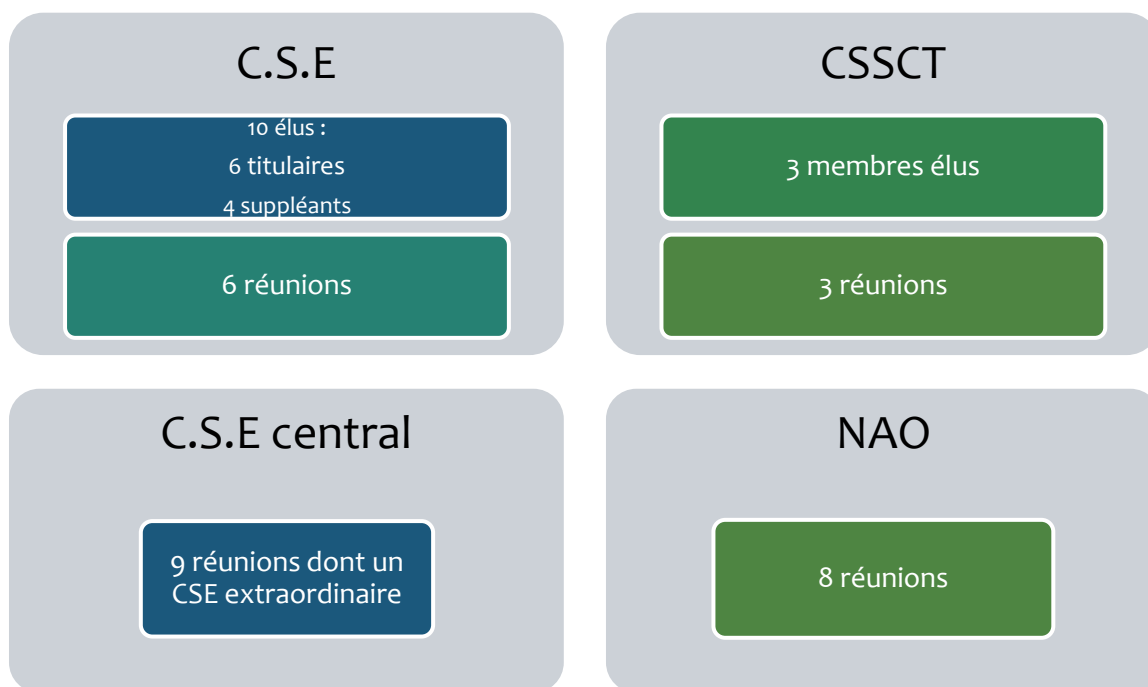 C.S.E
10 élus :
6 titulaires
4 suppléants
6 réunions
CSSCT
3 membres élus
3 réunions
C.S.E central
9 réunions dont un
CSE extraordinaire
NAO
8 réunions